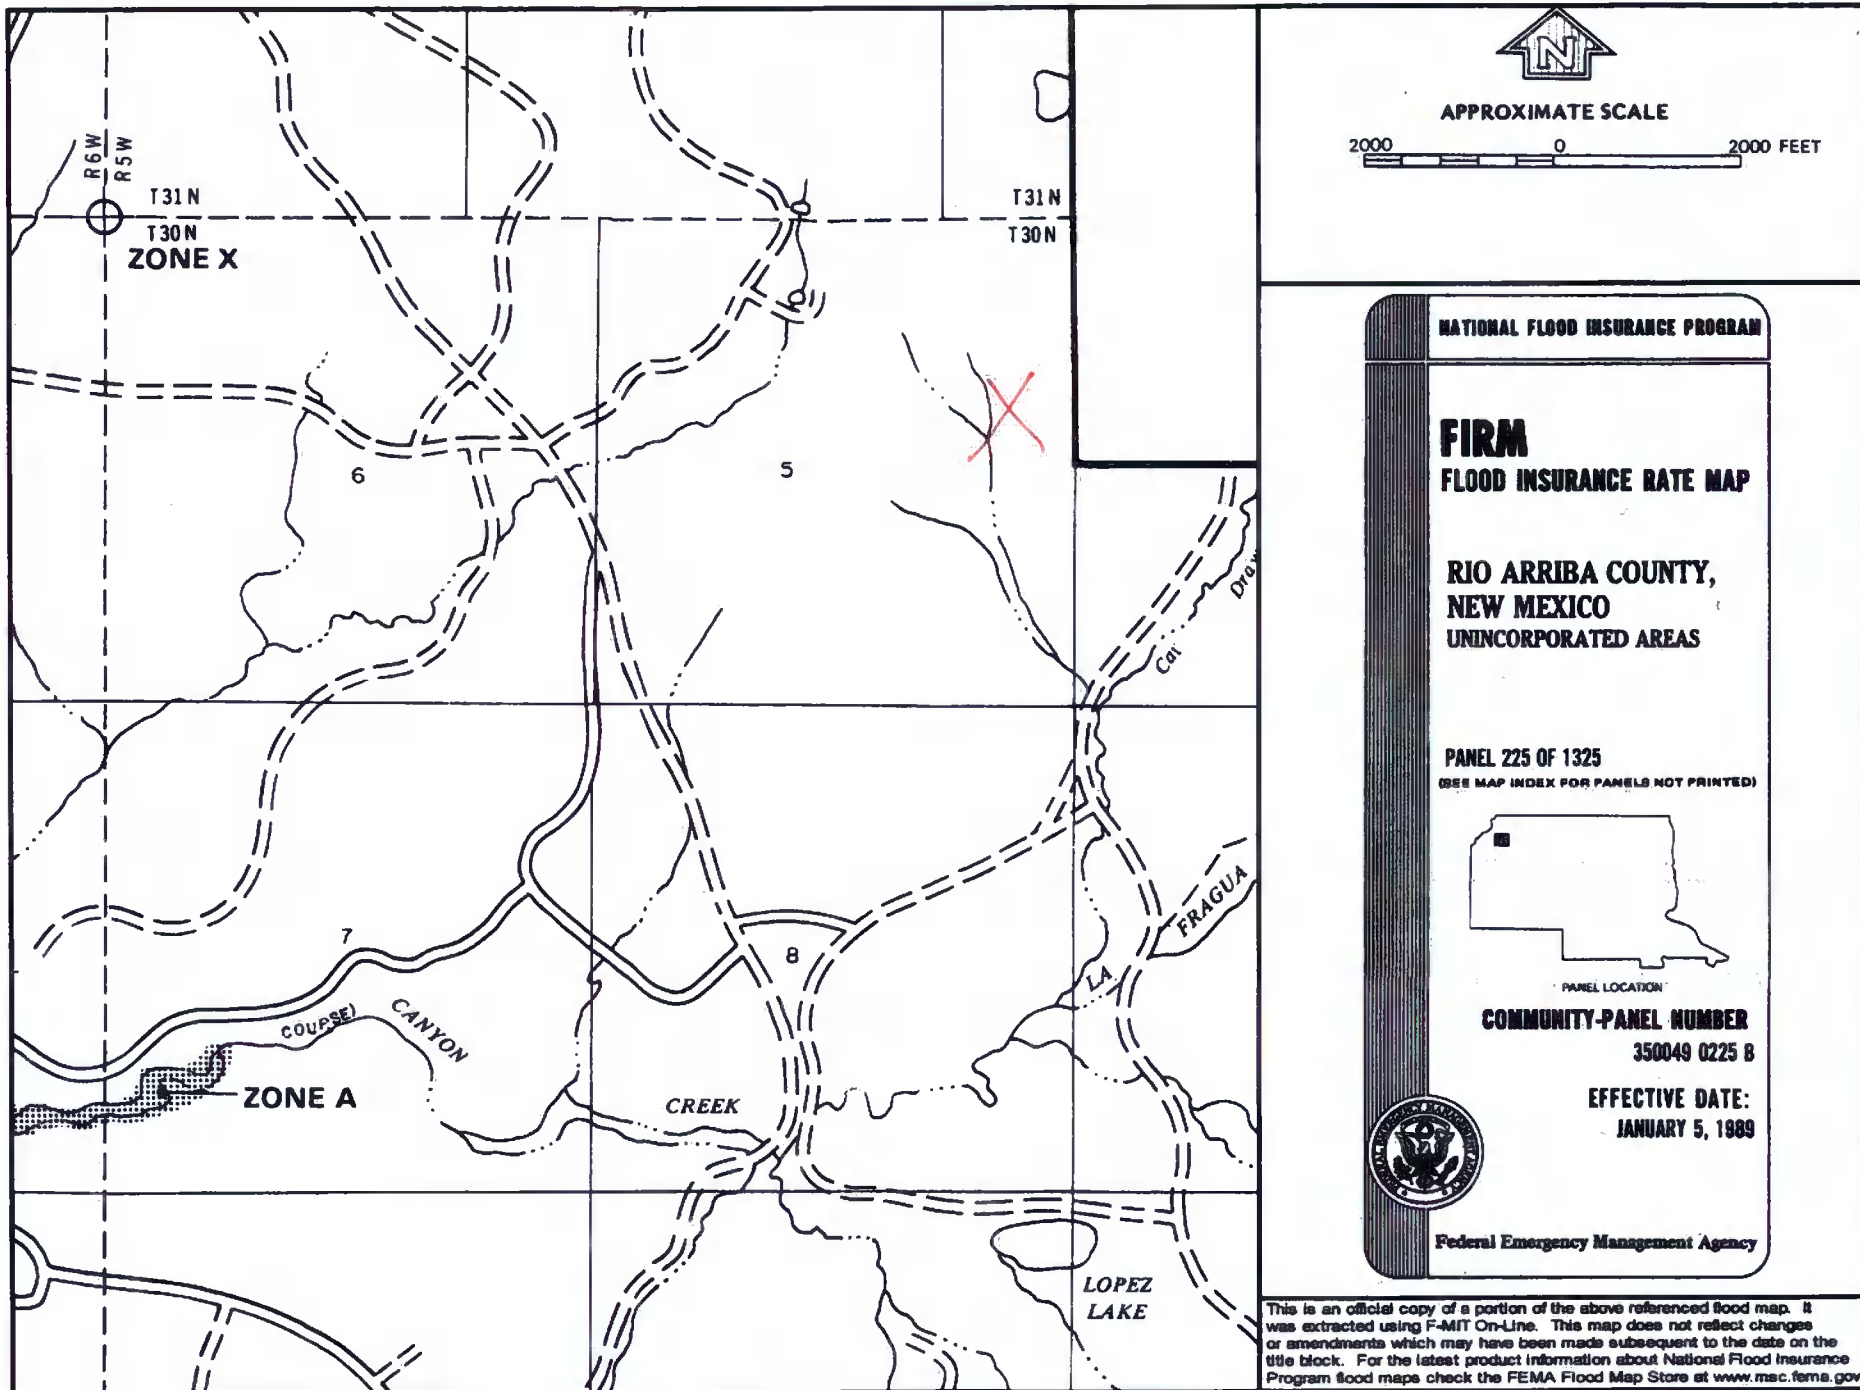 R6W
R5W
T31N
T30N
ZONE X
T31N
T30N
6
5
Draw
7
COURSE)
CANYON
ZONE A
CREEK
8
LA
FRAGUA
LOPEZ
LAKE
N
APPROXIMATE SCALE
2000 0 2000 FEET
NATIONAL FLOOD INSURANCE PROGRAM
FIRM
FLOOD INSURANCE RATE MAP
RIO ARRIBA COUNTY,
NEW MEXICO
UNINCORPORATED AREAS
PANEL 225 OF 1325
(SEE MAP INDEX FOR PANELS NOT PRINTED)
PANEL LOCATION
COMMUNITY-PANEL NUMBER
350049 0225 B
EFFECTIVE DATE:
JANUARY 5, 1989
FEDERAL EMERGENCY MANAGEMENT AGENCY
Federal Emergency Management Agency
This is an official copy of a portion of the above referenced flood map. It
was extracted using F-MIT On-Line. This map does not reflect changes
or amendments which may have been made subsequent to the date on the
title block. For the latest product information about National Flood Insurance
Program flood maps check the FEMA Flood Map Store at www.msc.fema.gov